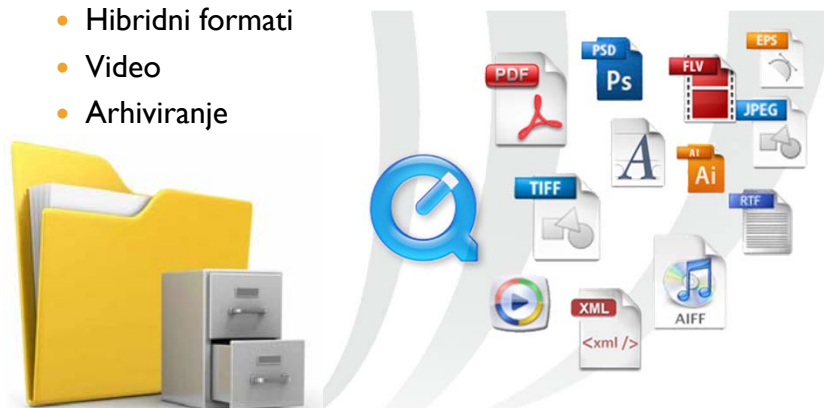 • Hibridni formati
• Video
• Arhiviranje
PDF
PSD
Ps
FLV
EPS
JPEG
A
AI
Ai
TIFF
RTF
XML
<xml />
AIFF